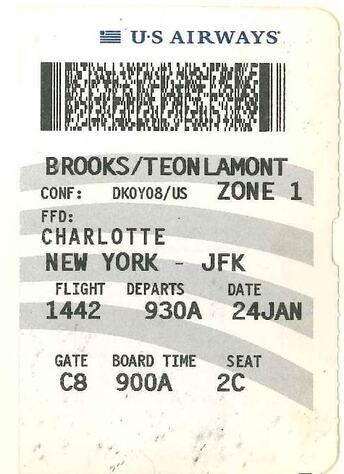 U·S AIRWAYS
BROOKS/TEONLAMONT
CONF: DK0Y08/US ZONE 1
FFD:
CHARLOTTE
NEW YORK - JFK
FLIGHT DEPARTS DATE
1442 930A 24JAN
GATE BOARD TIME SEAT
C8 900A 2C